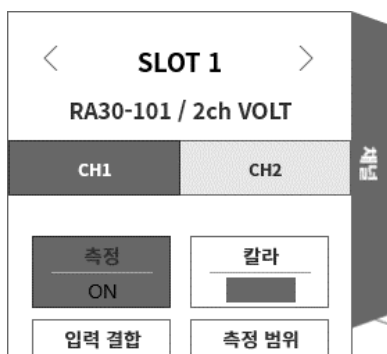 SLOT 1
RA30-101 / 2ch VOLT
CH1
CH2
채널
측정
ON
칼라
입력 결합
측정 범위